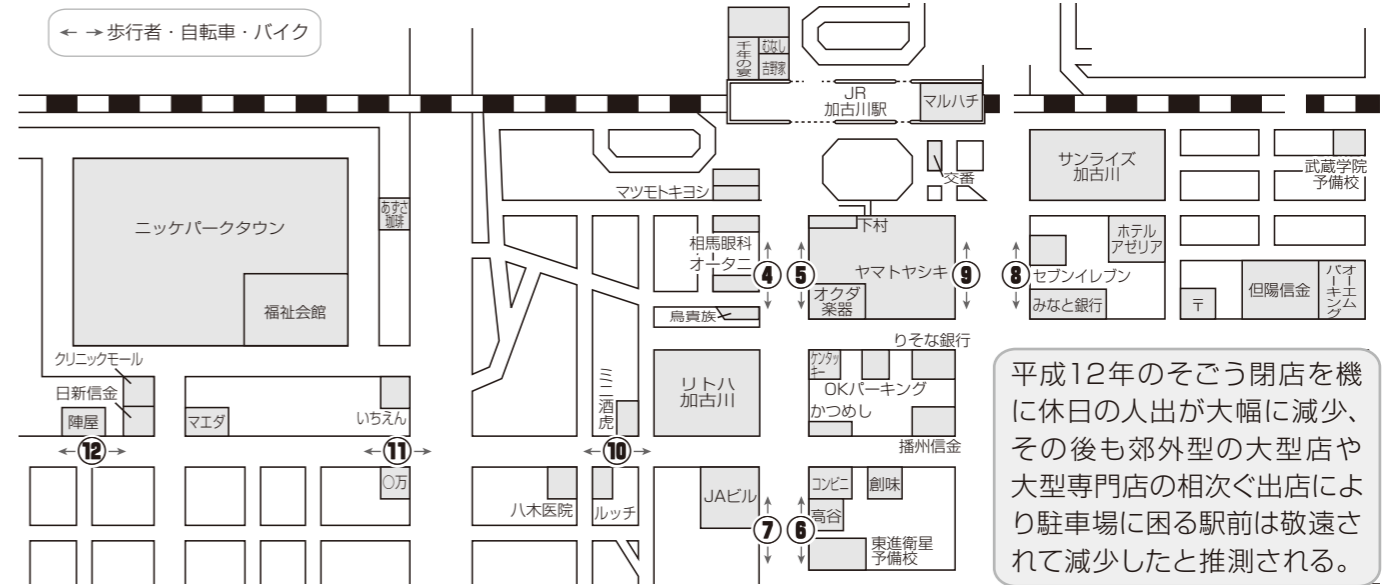 ← → 歩行者・自転車・バイク
千年の宴
むなし
吉野家
JR
加古川駅
マルハチ
交番
サンライズ
加古川
武蔵学院
予備校
マツモトキヨシ
あずさ
珈琲
ニッケパークタウン
福祉会館
相馬眼科
オータニ
鳥貴族
④
⑤
下村
ヤマトヤシキ
オクダ
楽器
⑨
⑧
ホテル
アゼリア
セブンイレブン
みなと銀行
〒
但陽信金
オーエム
パーキング
クリニックモール
日新信金
陣屋
マエダ
いちえん
ミニ酒虎
リトハ
加古川
ケンタッ
キー
りそな銀行
OKパーキング
かつめし
播州信金
⑫
⑪
⑩
〇万
八木医院
ルッチ
JAビル
⑦
⑥
コンビニ
創味
高谷
東進衛星
予備校
平成12年のそごう閉店を機
に休日の人出が大幅に減少、
その後も郊外型の大型店や
大型専門店の相次ぐ出店によ
り駐車場に困る駅前は敬遠さ
れて減少したと推測される。